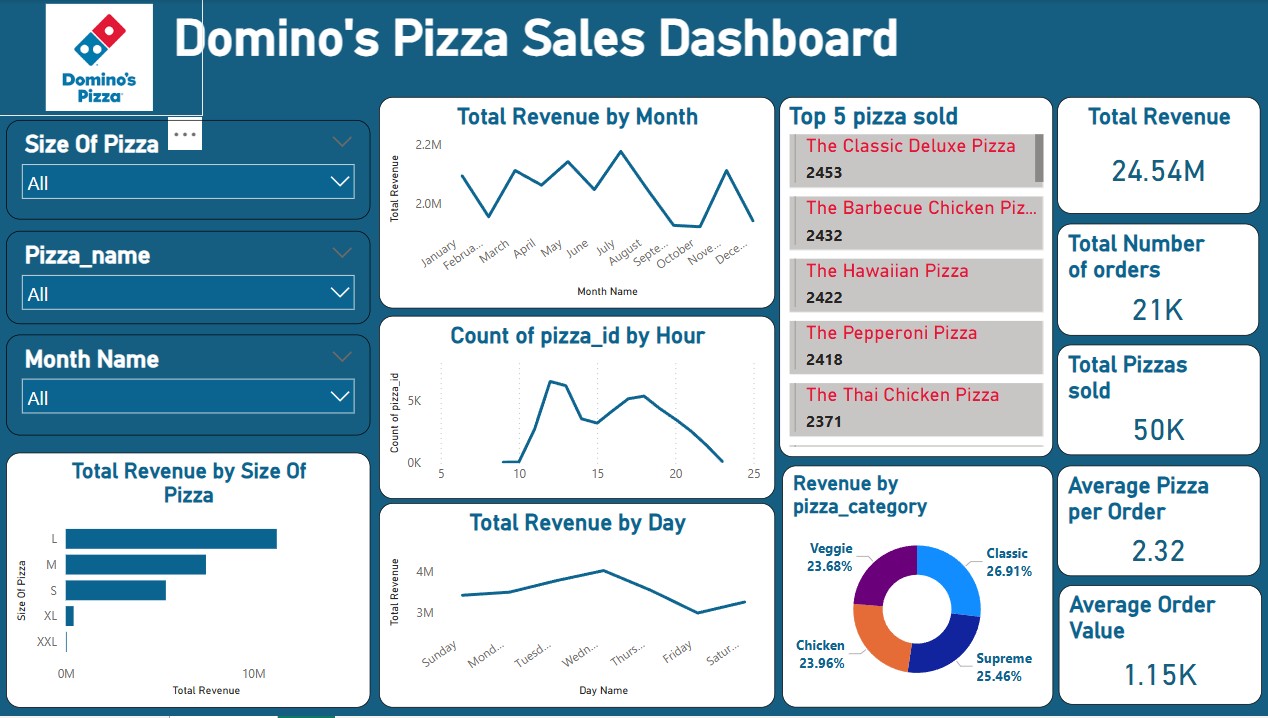 Domino's
Pizza
Domino's Pizza Sales Dashboard
Size Of Pizza
All
Pizza_name
All
Month Name
All
Total Revenue by Size Of
Pizza
Size Of Pizza
L
M
S
XL
XXL
0M
10M
Total Revenue
Total Revenue by Month
Total Revenue
2.2M
2.0M
January
Februa...
March
April
May
June
July
August
Septe...
October
Nove...
Dece...
Month Name
Count of pizza_id by Hour
Count of pizza_id
5K
0K
5
10
15
20
25
Total Revenue by Day
Total Revenue
4M
3M
Sunday
Mond...
Tuesd...
Wedn...
Thurs...
Friday
Satur...
Day Name
Top 5 pizza sold
The Classic Deluxe Pizza
2453
The Barbecue Chicken Piz...
2432
The Hawaiian Pizza
2422
The Pepperoni Pizza
2418
The Thai Chicken Pizza
2371
Revenue by
pizza_category
Veggie
23.68%
Classic
26.91%
Chicken
23.96%
Supreme
25.46%
Total Revenue
24.54M
Total Number
of orders
21K
Total Pizzas
sold
50K
Average Pizza
per Order
2.32
Average Order
Value
1.15K